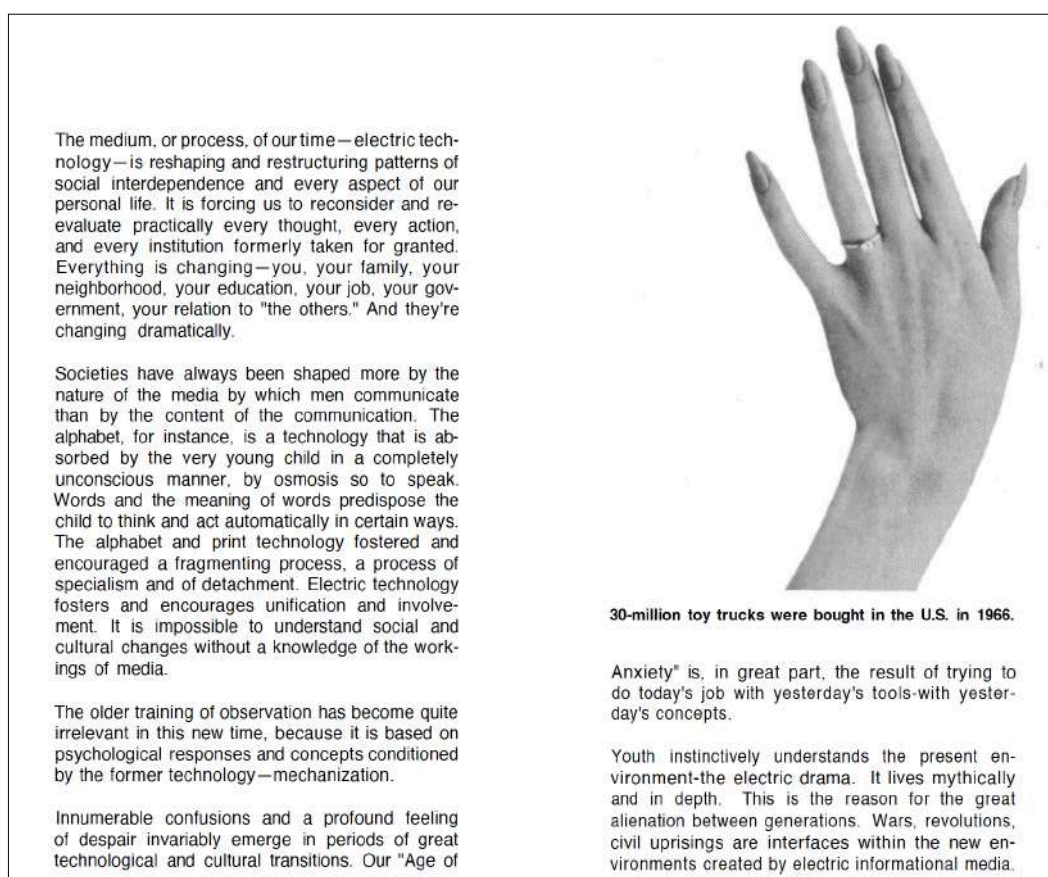 The medium, or process, of our time—electric tech-
nology—is reshaping and restructuring patterns of
social interdependence and every aspect of our
personal life. It is forcing us to reconsider and re-
evaluate practically every thought, every action,
and every institution formerly taken for granted.
Everything is changing—you, your family, your
neighborhood, your education, your job, your gov-
ernment, your relation to "the others." And they're
changing dramatically.
Societies have always been shaped more by the
nature of the media by which men communicate
than by the content of the communication. The
alphabet, for instance, is a technology that is ab-
sorbed by the very young child in a completely
unconscious manner, by osmosis so to speak.
Words and the meaning of words predispose the
child to think and act automatically in certain ways.
The alphabet and print technology fostered and
encouraged a fragmenting process, a process of
specialism and of detachment. Electric technology
fosters and encourages unification and involve-
ment. It is impossible to understand social and
cultural changes without a knowledge of the work-
ings of media.
The older training of observation has become quite
irrelevant in this new time, because it is based on
psychological responses and concepts conditioned
by the former technology—mechanization.
Innumerable confusions and a profound feeling
of despair invariably emerge in periods of great
technological and cultural transitions. Our "Age of
30-million toy trucks were bought in the U.S. in 1966.
Anxiety" is, in great part, the result of trying to
do today's job with yesterday's tools-with yester-
day's concepts.
Youth instinctively understands the present en-
vironment-the electric drama. It lives mythically
and in depth. This is the reason for the great
alienation between generations. Wars, revolutions,
civil uprisings are interfaces within the new en-
vironments created by electric informational media.